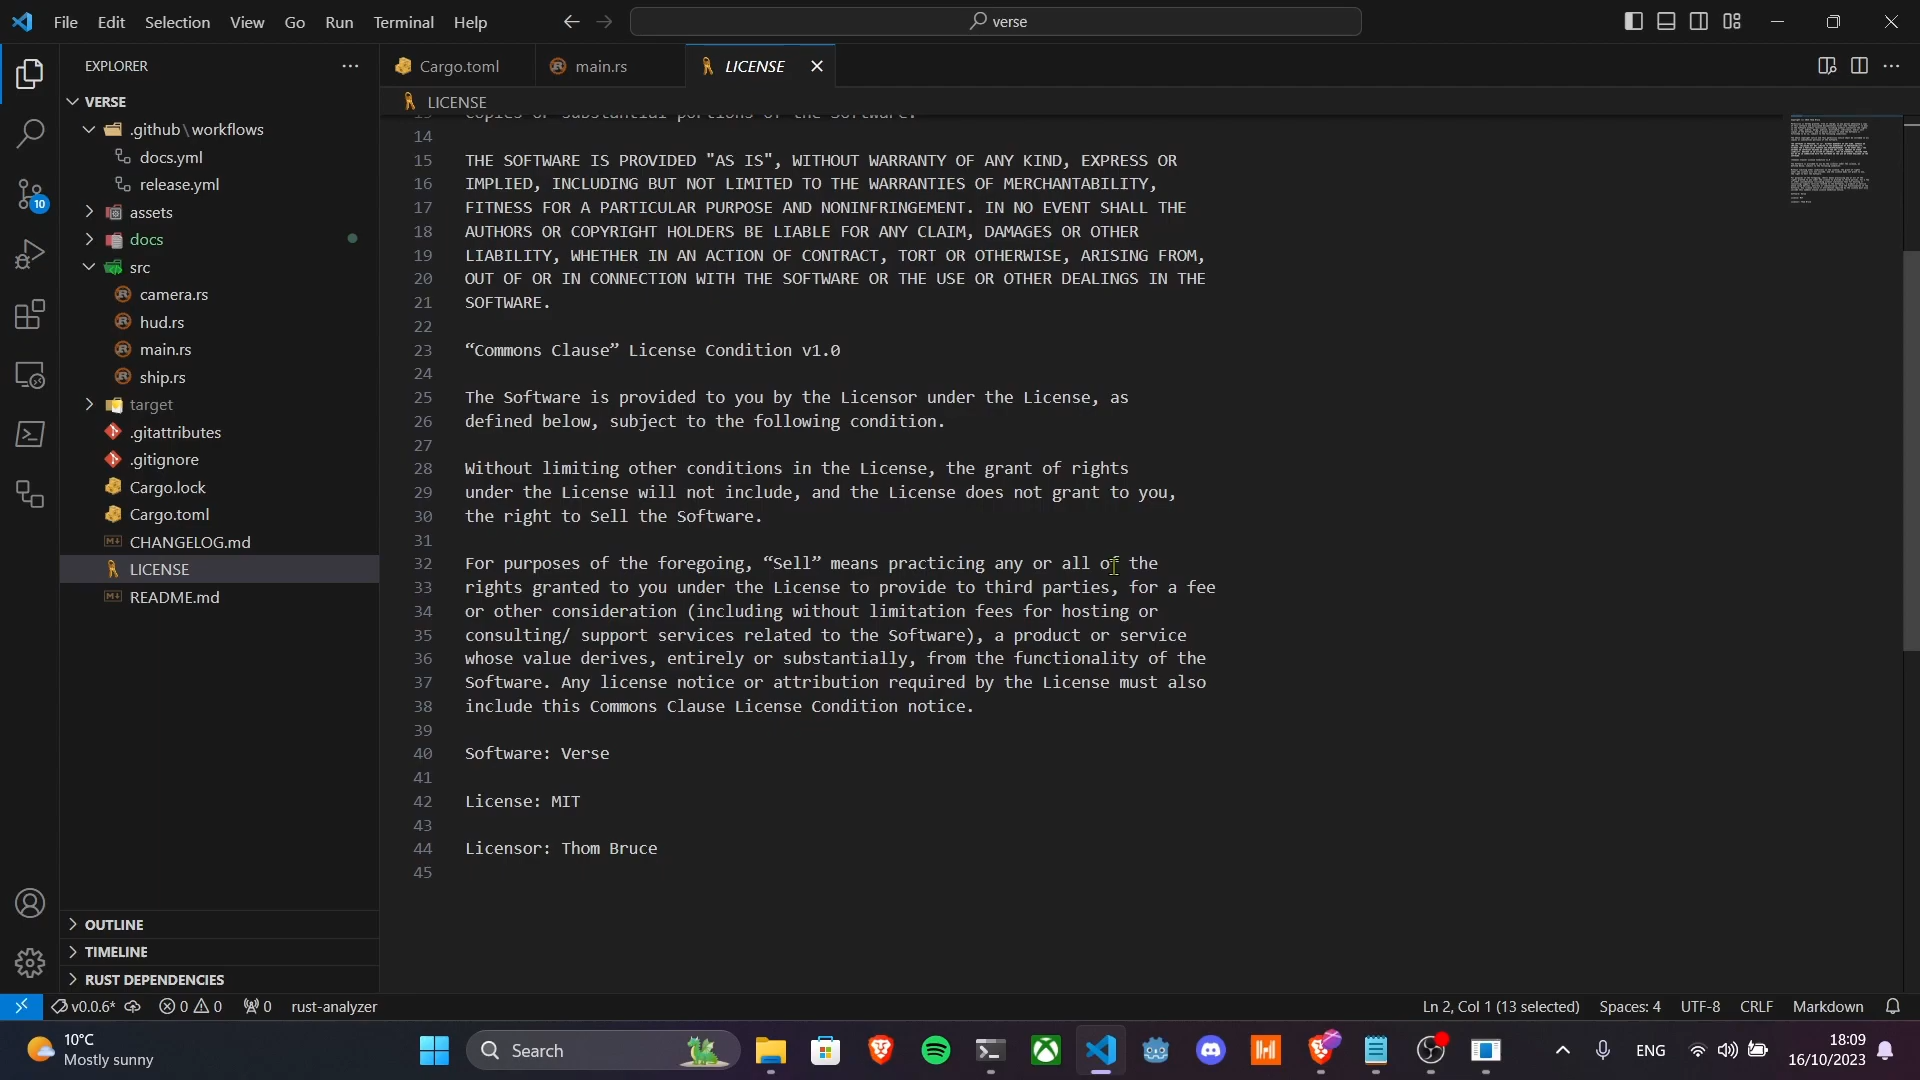 File Edit Selection View Go Run Terminal Help
verse
EXPLORER
VERSE
.github\workflows
docs.yml
release.yml
assets
docs
src
camera.rs
hud.rs
main.rs
ship.rs
target
.gitattributes
.gitignore
Cargo.lock
Cargo.toml
CHANGELOG.md
LICENSE
README.md
OUTLINE
TIMELINE
RUST DEPENDENCIES
10
Cargo.toml
main.rs
LICENSE
LICENSE
13 copies or substantial portions of the Software.
14
15 THE SOFTWARE IS PROVIDED "AS IS", WITHOUT WARRANTY OF ANY KIND, EXPRESS OR
16 IMPLIED, INCLUDING BUT NOT LIMITED TO THE WARRANTIES OF MERCHANTABILITY,
17 FITNESS FOR A PARTICULAR PURPOSE AND NONINFRINGEMENT. IN NO EVENT SHALL THE
18 AUTHORS OR COPYRIGHT HOLDERS BE LIABLE FOR ANY CLAIM, DAMAGES OR OTHER
19 LIABILITY, WHETHER IN AN ACTION OF CONTRACT, TORT OR OTHERWISE, ARISING FROM,
20 OUT OF OR IN CONNECTION WITH THE SOFTWARE OR THE USE OR OTHER DEALINGS IN THE
21 SOFTWARE.
22
23 “Commons Clause” License Condition v1.0
24
25 The Software is provided to you by the Licensor under the License, as
26 defined below, subject to the following condition.
27
28 Without limiting other conditions in the License, the grant of rights
29 under the License will not include, and the License does not grant to you,
30 the right to Sell the Software.
31
32 For purposes of the foregoing, “Sell” means practicing any or all of the
33 rights granted to you under the License to provide to third parties, for a fee
34 or other consideration (including without limitation fees for hosting or
35 consulting/ support services related to the Software), a product or service
36 whose value derives, entirely or substantially, from the functionality of the
37 Software. Any license notice or attribution required by the License must also
38 include this Commons Clause License Condition notice.
39
40 Software: Verse
41
42 License: MIT
43
44 Licensor: Thom Bruce
45
v0.0.6* 0 0 0 rust-analyzer
Ln 2, Col 1 (13 selected) Spaces: 4 UTF-8 CRLF Markdown
10°C
Mostly sunny
Search
ENG
18:09
16/10/2023